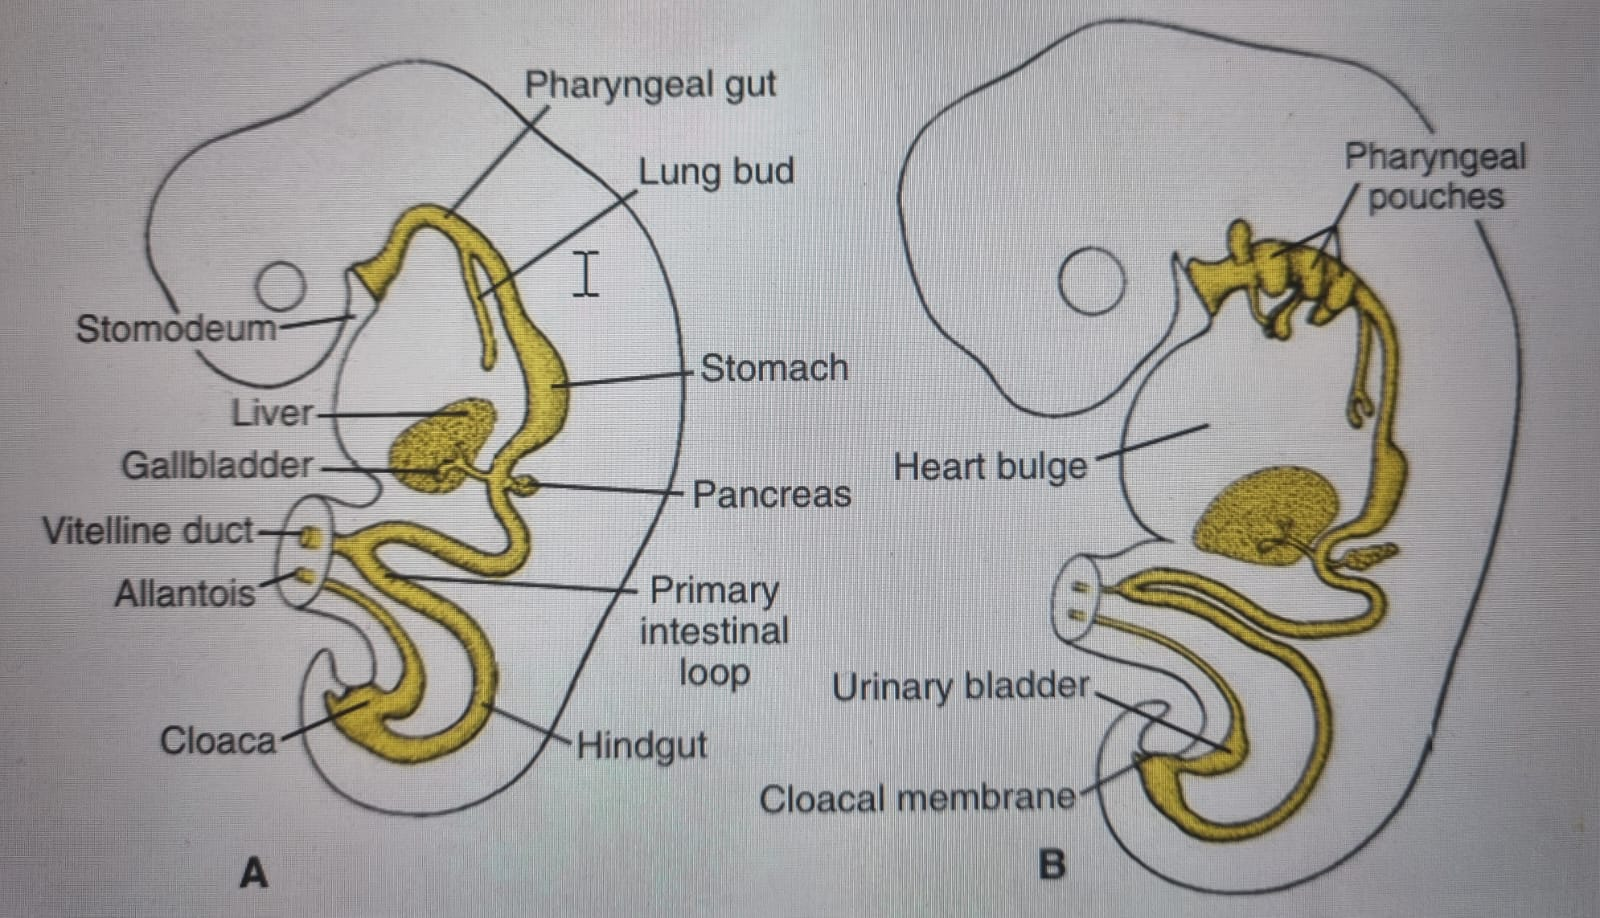 Pharyngeal gut
Lung bud
Stomodeum
Stomach
Liver
Gallbladder
Pancreas
Vitelline duct
Allantois
Primary
intestinal
loop
Cloaca
Hindgut
A
Pharyngeal
pouches
Heart bulge
Urinary bladder
Cloacal membrane
B